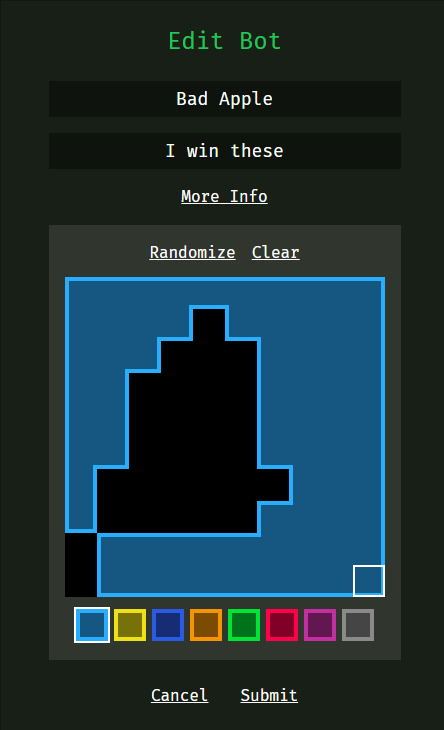 Edit Bot
Bad Apple
I win these
More Info
Randomize Clear
Cancel Submit